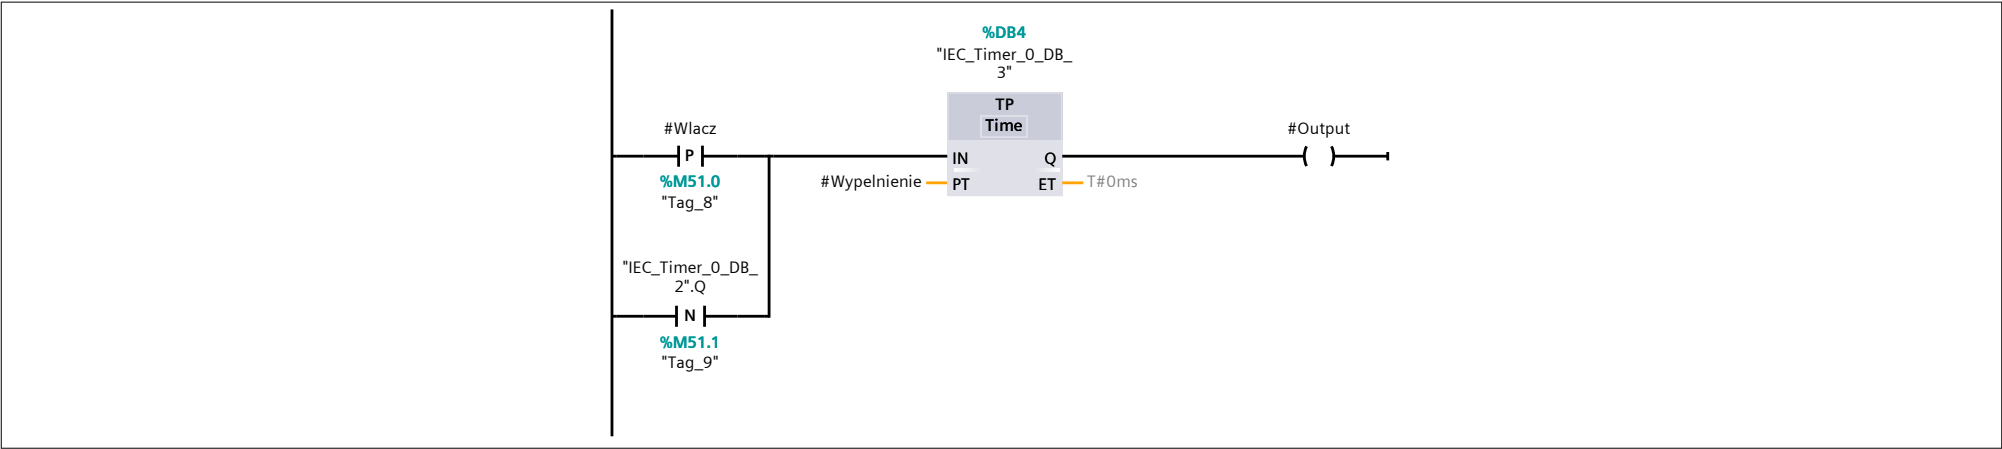 %DB4
"IEC_Timer_0_DB_
3"
TP
Time
#Wlacz
P
%M51.0
"Tag_8"
IN
Q
#Output
#Wypelnienie
PT
ET
T#0ms
"IEC_Timer_0_DB_
2".Q
N
%M51.1
"Tag_9"